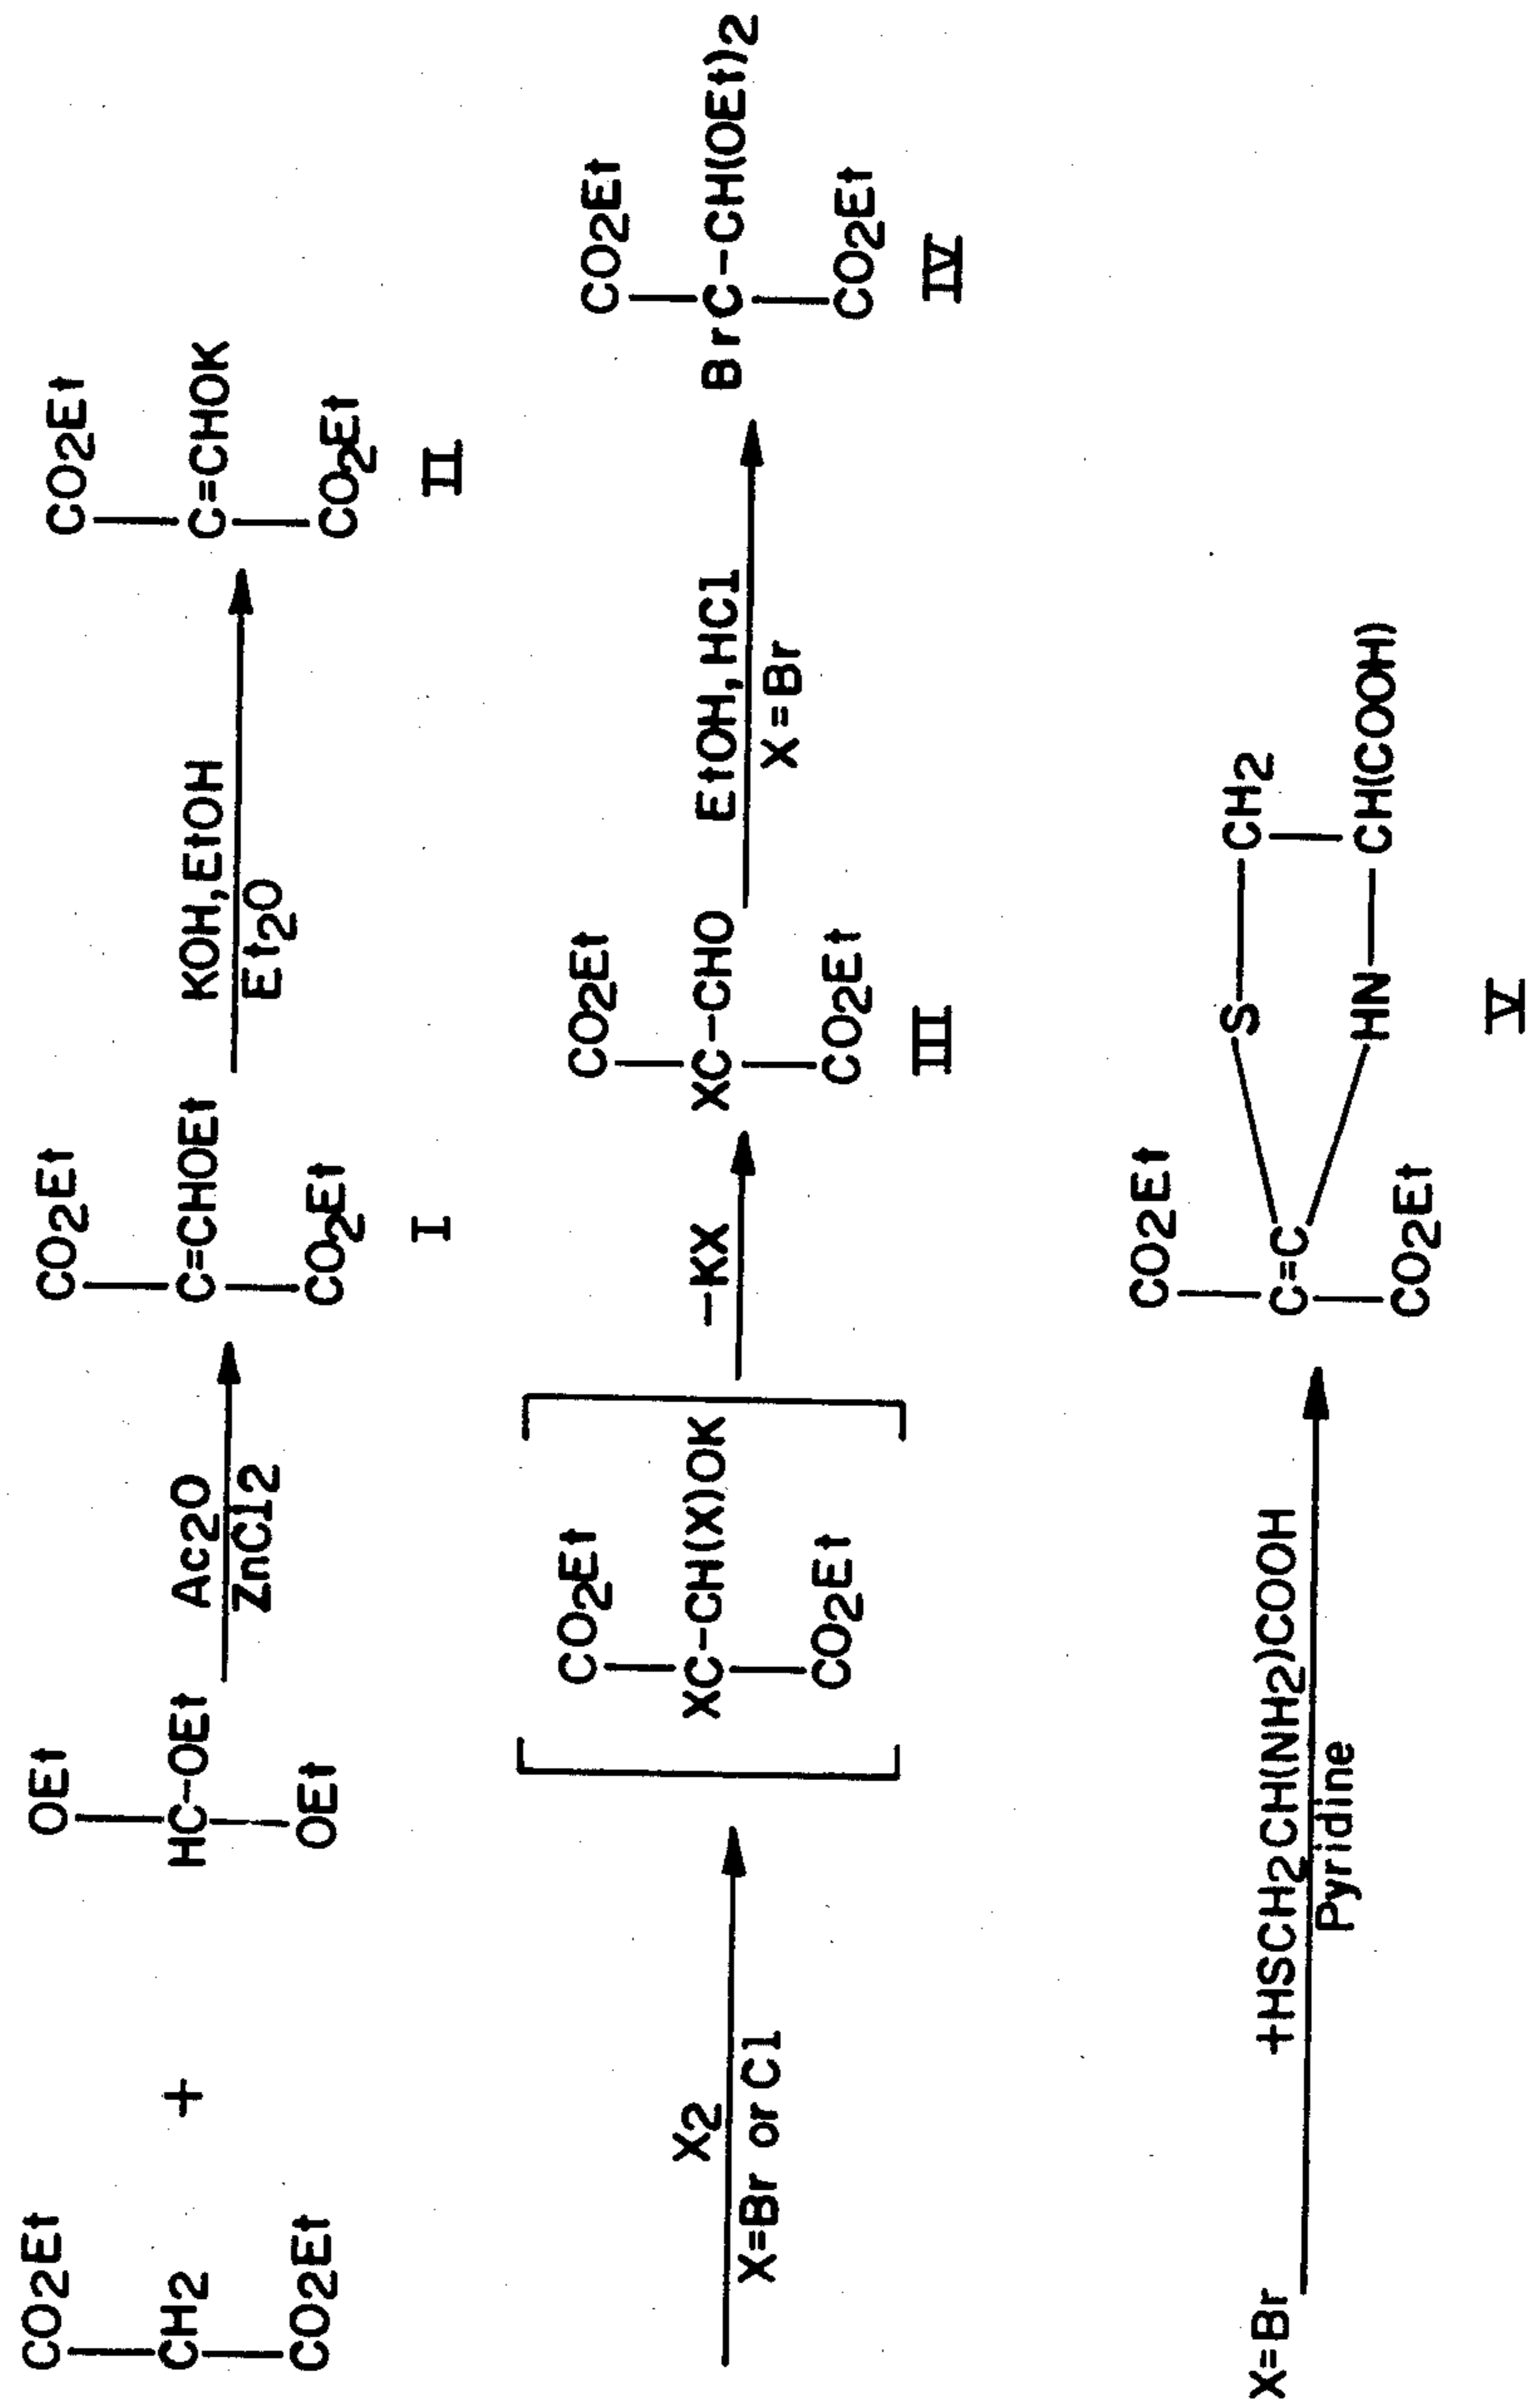 CO2Et OEt CO2Et CO2Et
Ac2O KOH,EtOH
CH2 + HC-OEt C=CHOEt C=CHOK
ZnCl2 Et2O
CO2Et OEt CO2Et CO2Et
I II
CO2Et CO2Et CO2Et
X2 -KX EtOH,HCl
XC-CH(X)OK XC-CHO BrC-CH(OEt)2
X=Br or Cl X=Br
CO2Et CO2Et CO2Et
III IV
CO2Et S CH2
+HSCH2CH(NH2)COOH
X=Br C=C
Pyridine
CO2Et HN CH(COOH)
V